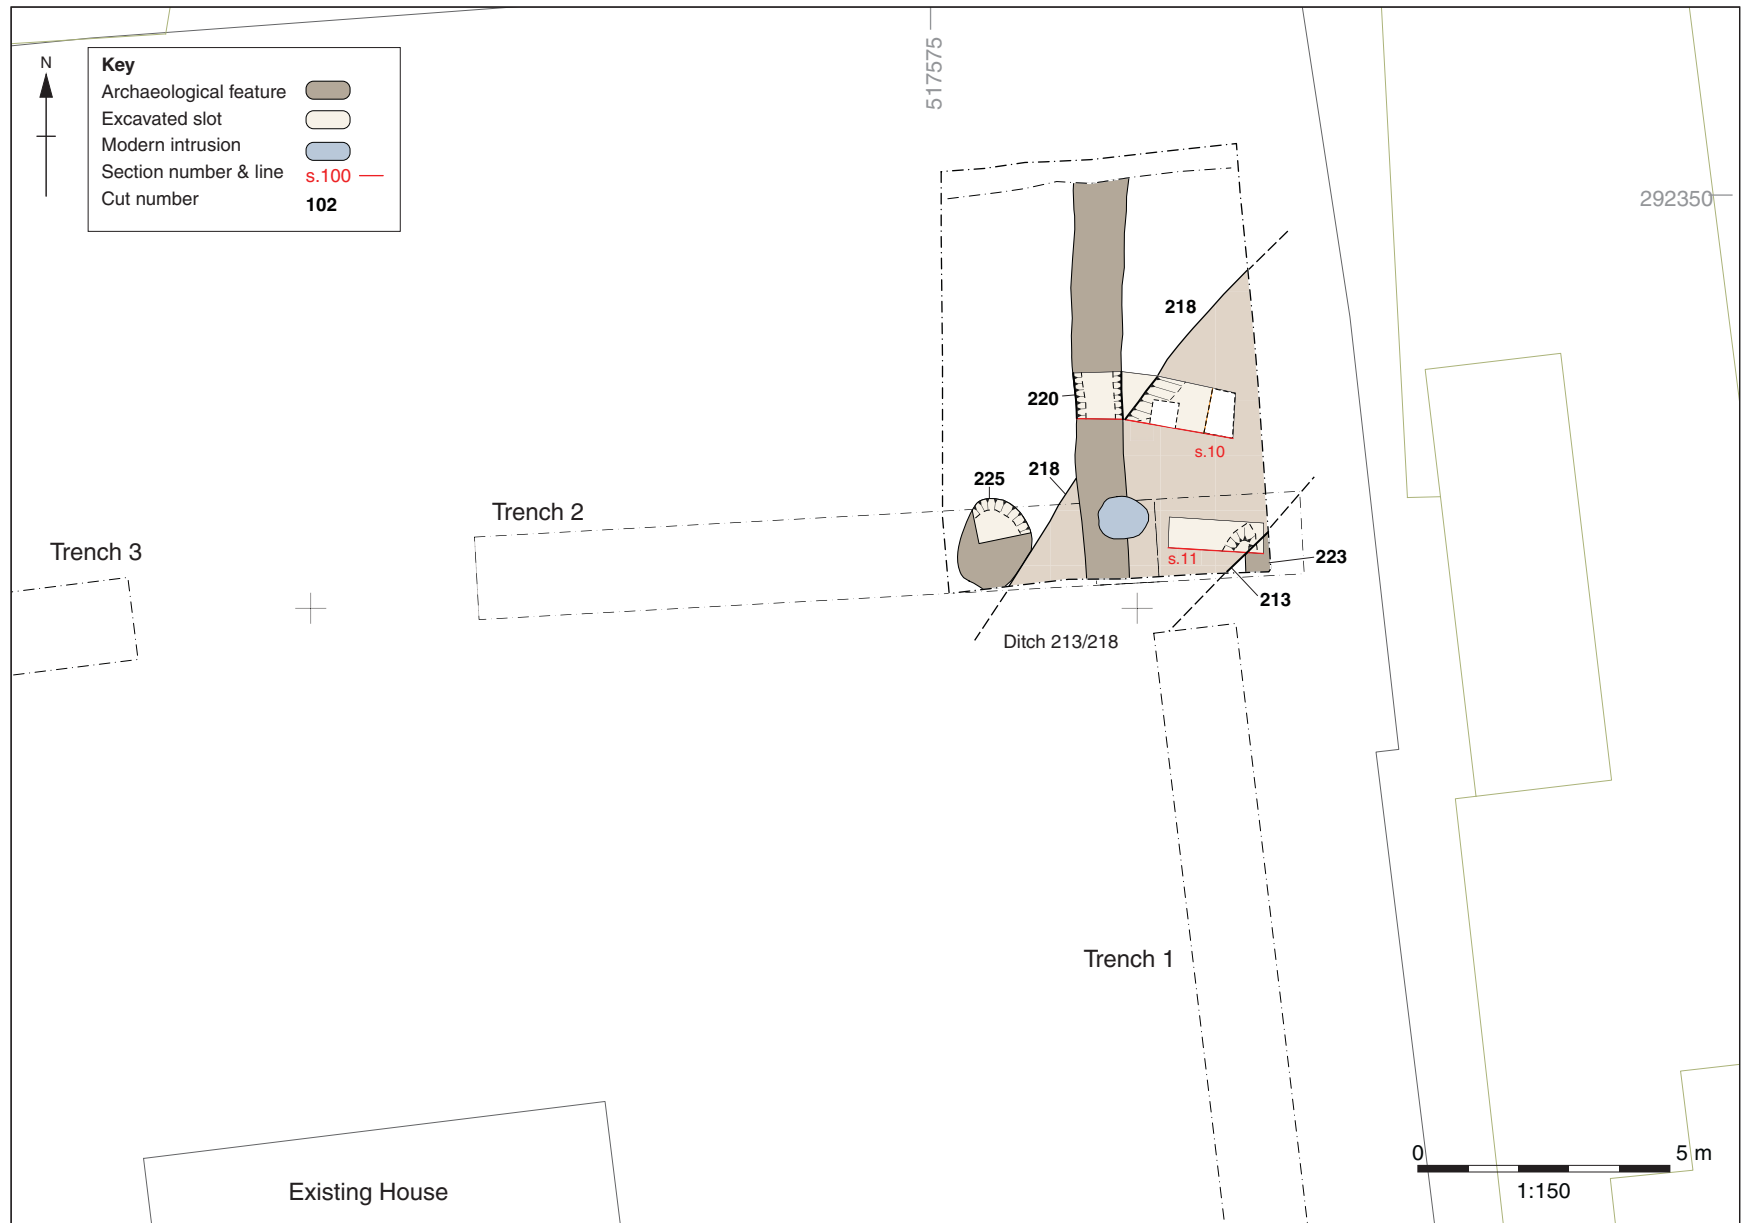 N
Key
Archaeological feature
Excavated slot
Modern intrusion
Section number & line s.100
Cut number 102
517575
292350
218
220
s.10
218
225
Trench 2
Trench 3
s.11
223
213
Ditch 213/218
Trench 1
0 5 m
1:150
Existing House